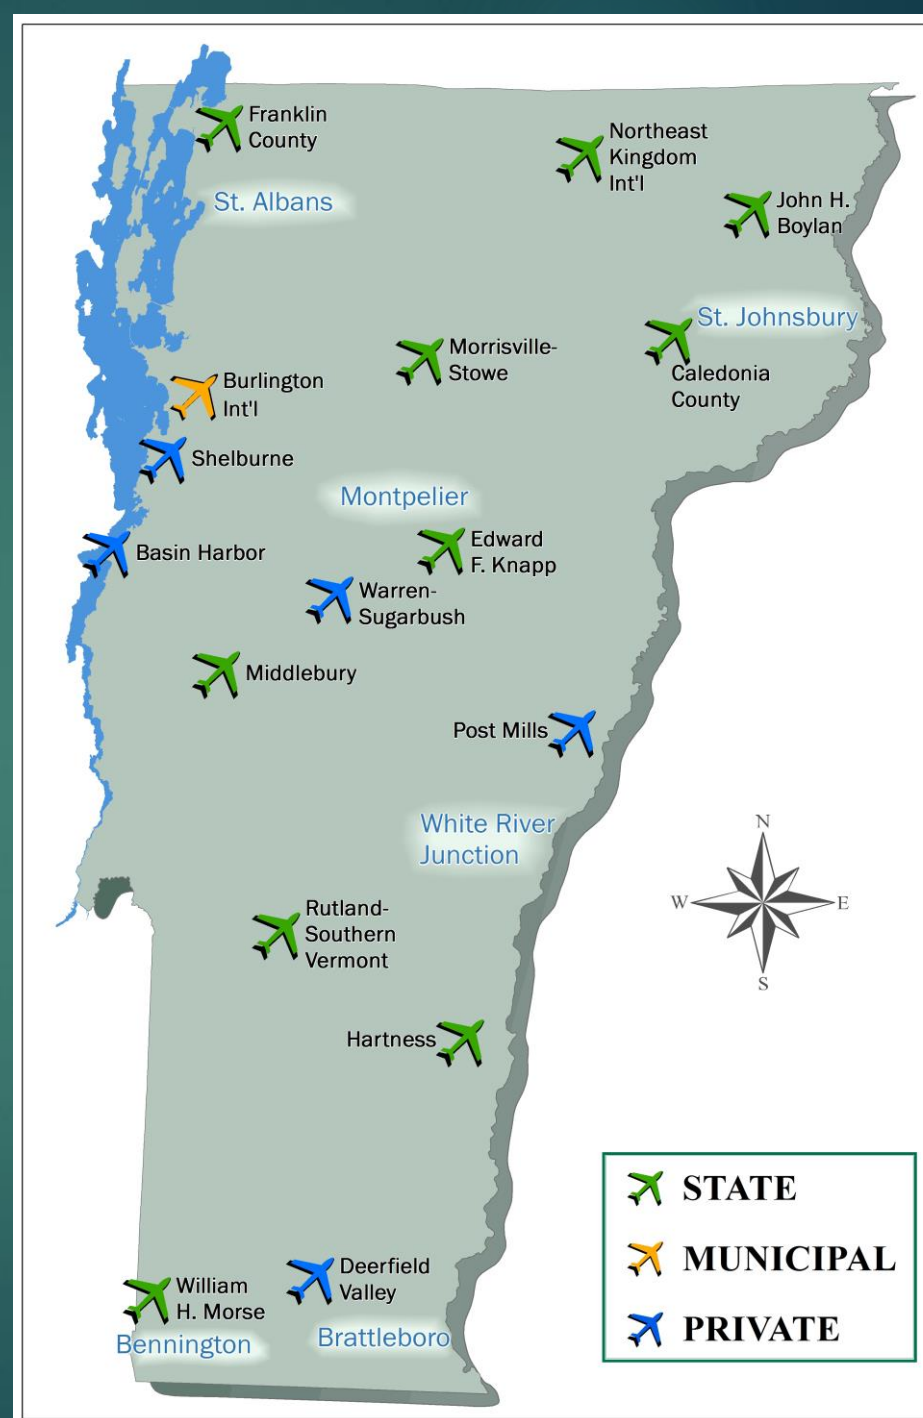 Franklin
County
Northeast
Kingdom
Int'l
St. Albans
John H.
Boylan
St. Johnsbury
Morrisville-
Stowe
Caledonia
County
Burlington
Int'l
Shelburne
Montpelier
Edward
F. Knapp
Basin Harbor
Warren-
Sugarbush
Middlebury
Post Mills
White River
Junction
N
W
E
S
Rutland-
Southern
Vermont
Hartness
STATE
MUNICIPAL
PRIVATE
Deerfield
Valley
William
H. Morse
Bennington
Brattleboro